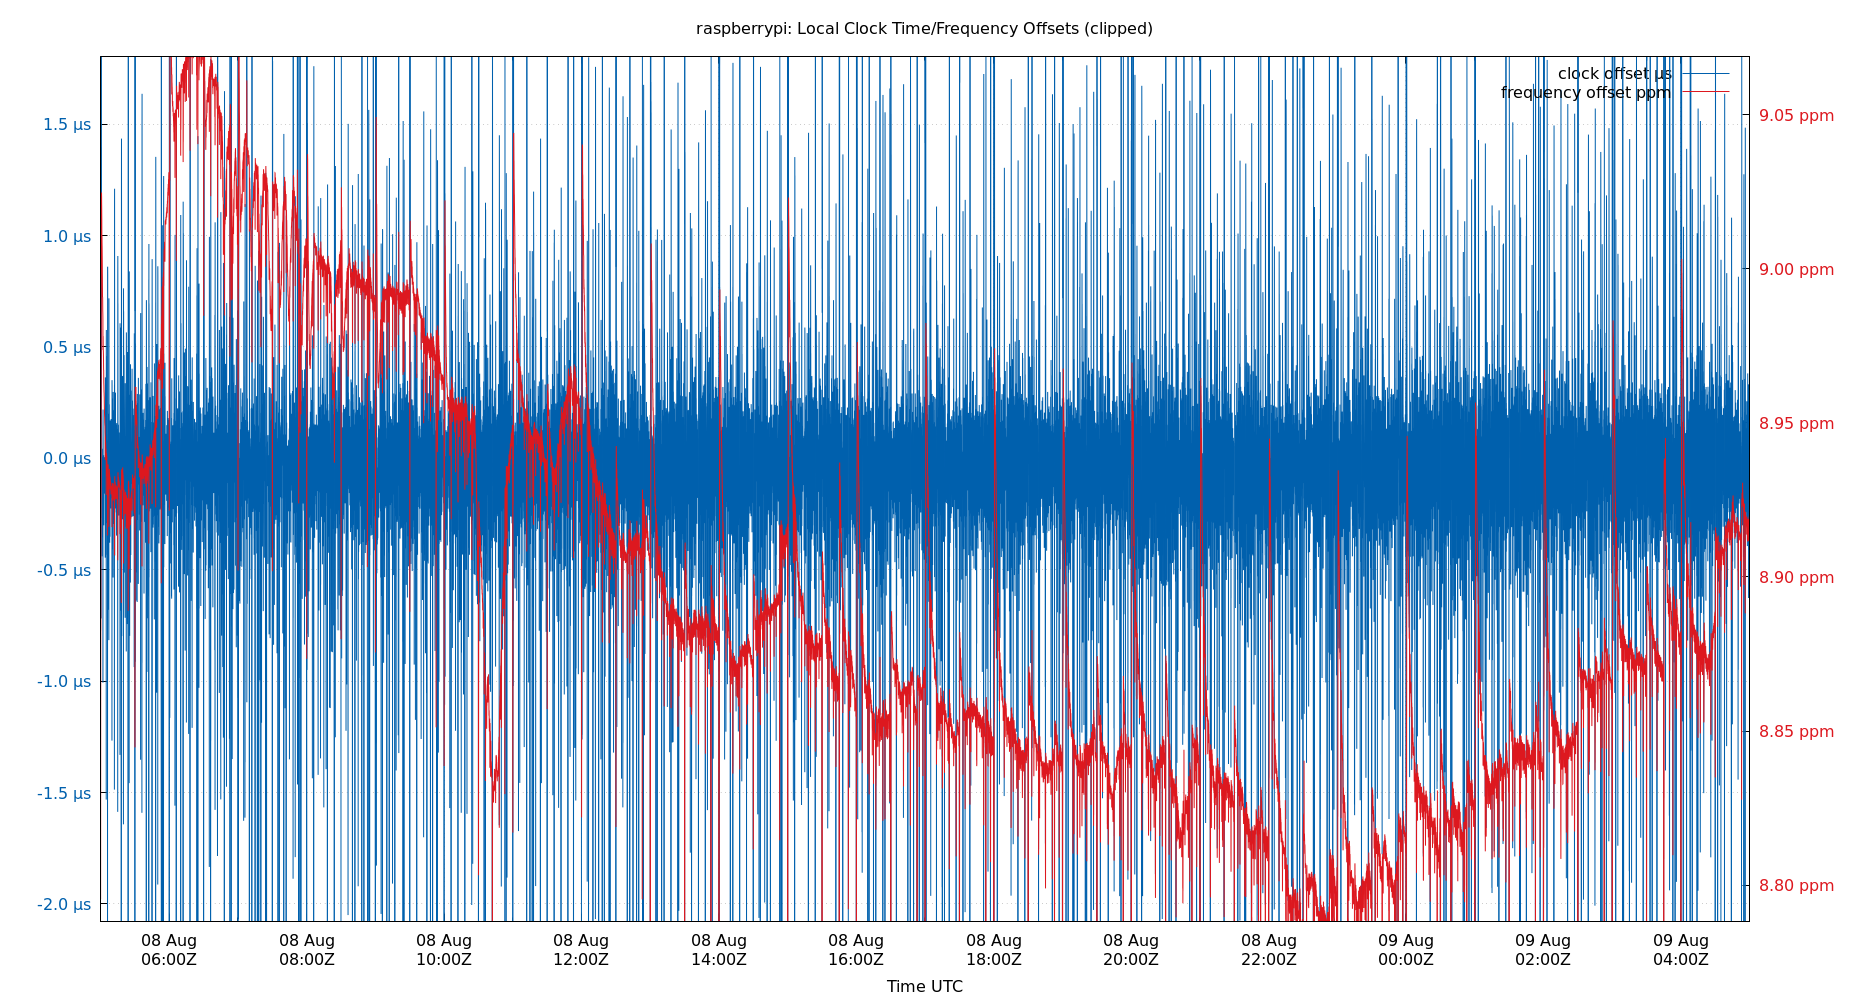 raspberrypi: Local Clock Time/Frequency Offsets (clipped)
clock offset µs
frequency offset ppm
1.5 µs
1.0 µs
0.5 µs
0.0 µs
-0.5 µs
-1.0 µs
-1.5 µs
-2.0 µs
9.05 ppm
9.00 ppm
8.95 ppm
8.90 ppm
8.85 ppm
8.80 ppm
08 Aug
06:00Z
08 Aug
08:00Z
08 Aug
10:00Z
08 Aug
12:00Z
08 Aug
14:00Z
08 Aug
16:00Z
08 Aug
18:00Z
08 Aug
20:00Z
08 Aug
22:00Z
09 Aug
00:00Z
09 Aug
02:00Z
09 Aug
04:00Z
Time UTC